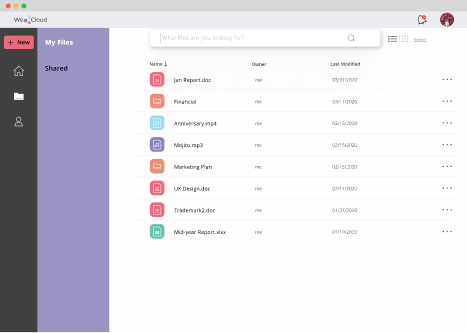 We Cloud
+ New
My Files
Shared
What files are you looking for?
Select
Name ↓ Owner Last Modified
Jan Report.doc me 03/31/2020
Financial me 03/11/2020
Anniversary.mp4 me 02/15/2020
Mojito.mp3 me 02/15/2020
Marketing Plan me 02/15/2020
UX Design.doc me 02/11/2020
Trademark2.doc me 01/31/2020
Mid-year Report.xlsx me 01/19/2020